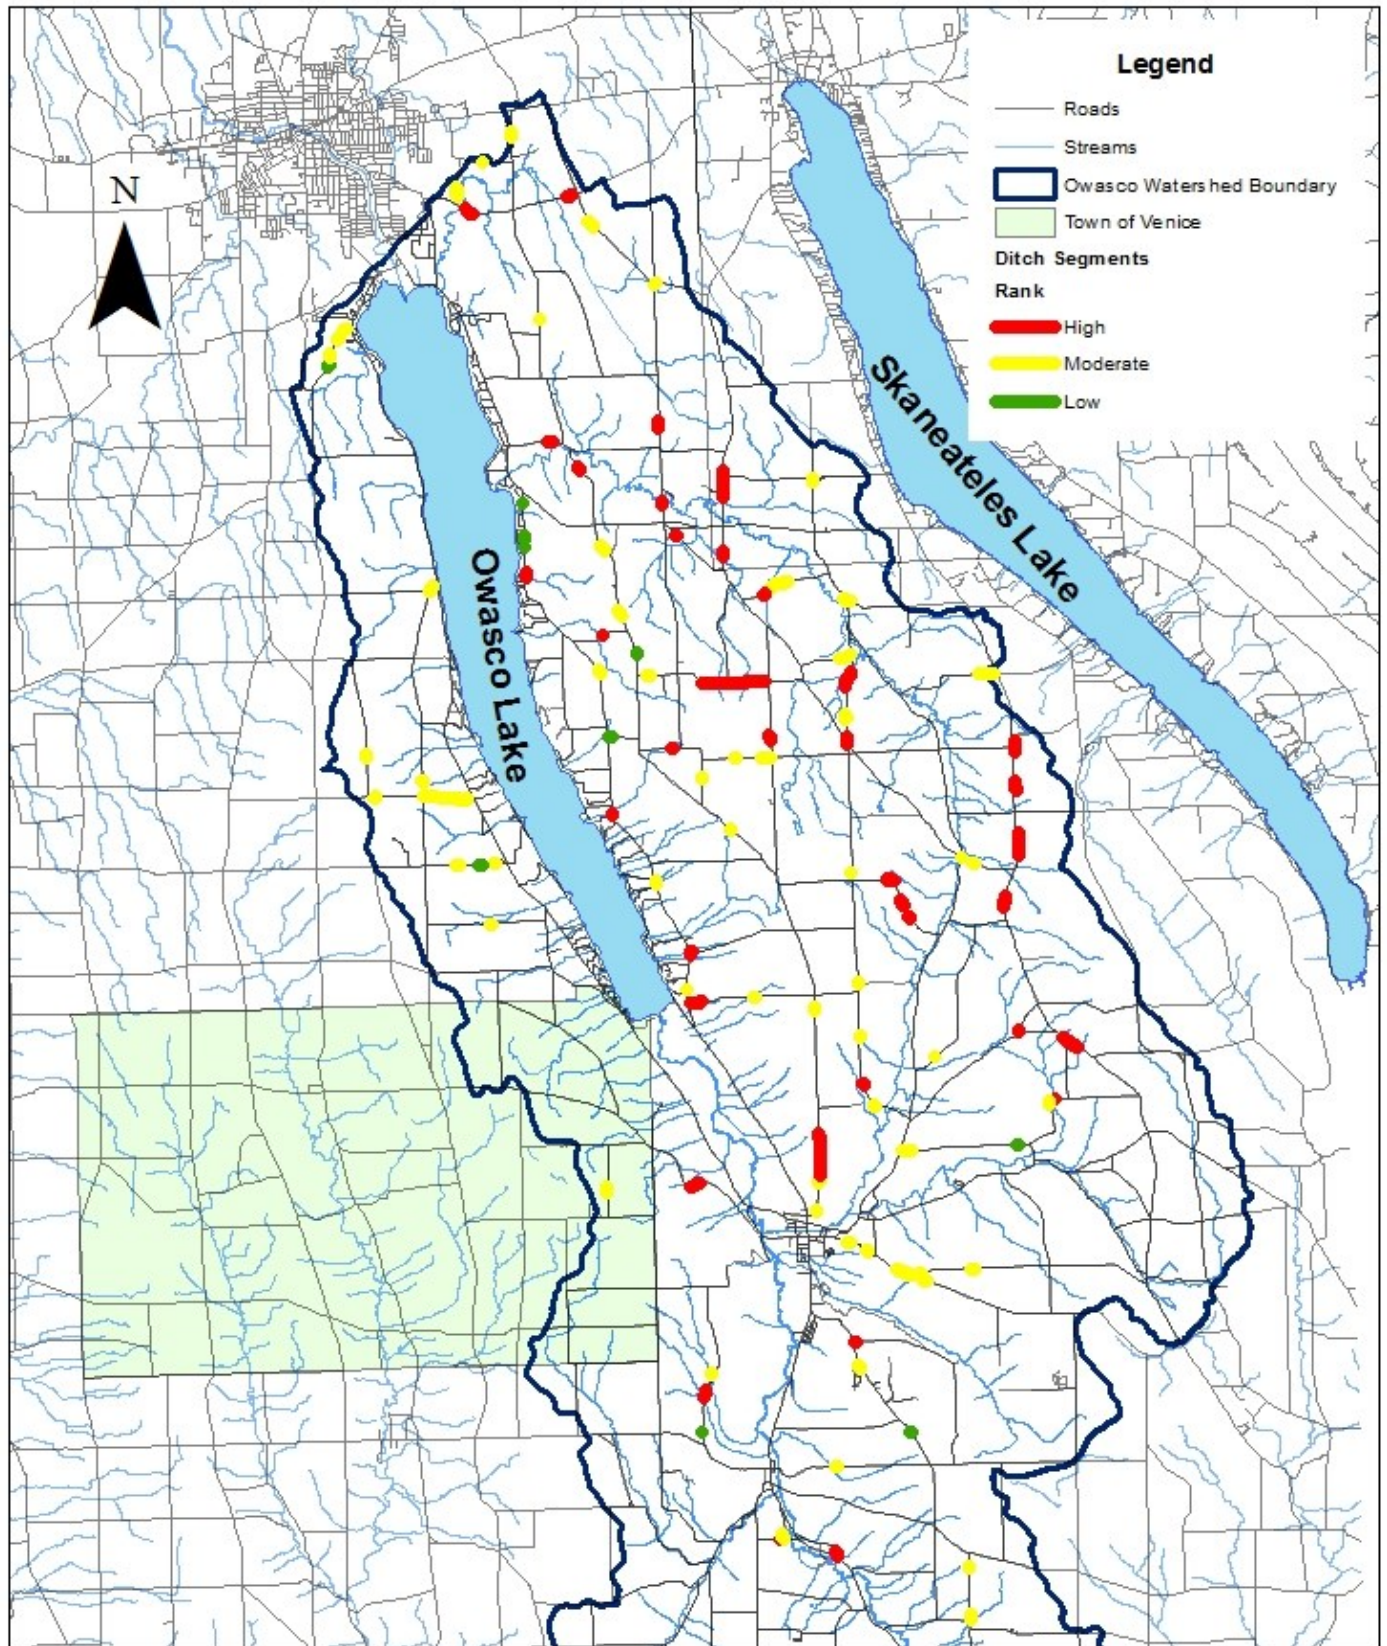 Legend
Roads
Streams
Owasco Watershed Boundary
Town of Venice
Ditch Segments
Rank
High
Moderate
Low
N
Skaneateles Lake
Owasco Lake